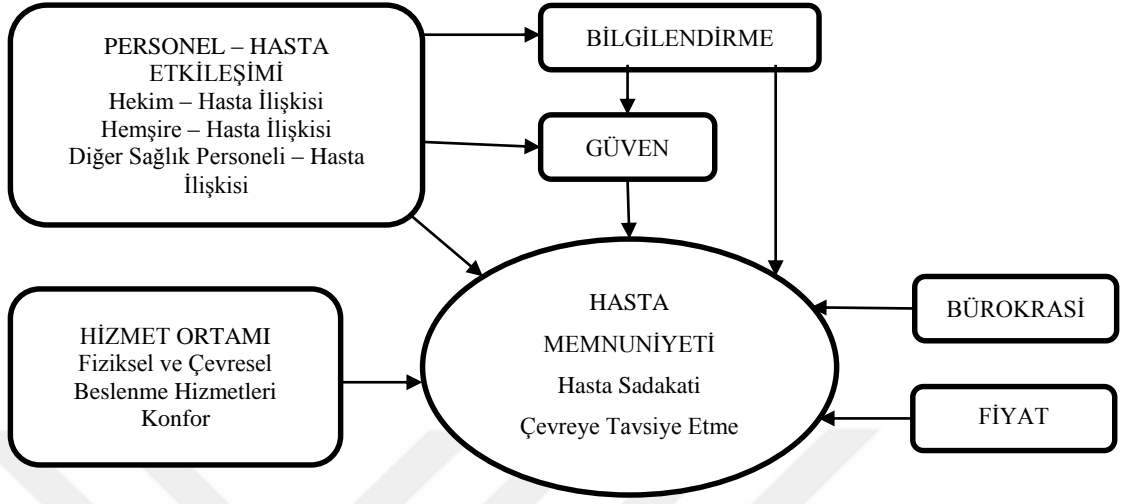 PERSONEL – HASTA
ETKİLEŞİMİ
Hekim – Hasta İlişkisi
Hemşire – Hasta İlişkisi
Diğer Sağlık Personeli – Hasta
İlişkisi
BİLGİLENDİRME
GÜVEN
HİZMET ORTAMI
Fiziksel ve Çevresel
Beslenme Hizmetleri
Konfor
HASTA
MEMNUNİYETİ
Hasta Sadakati
Çevreye Tavsiye Etme
BÜROKRASİ
FİYAT